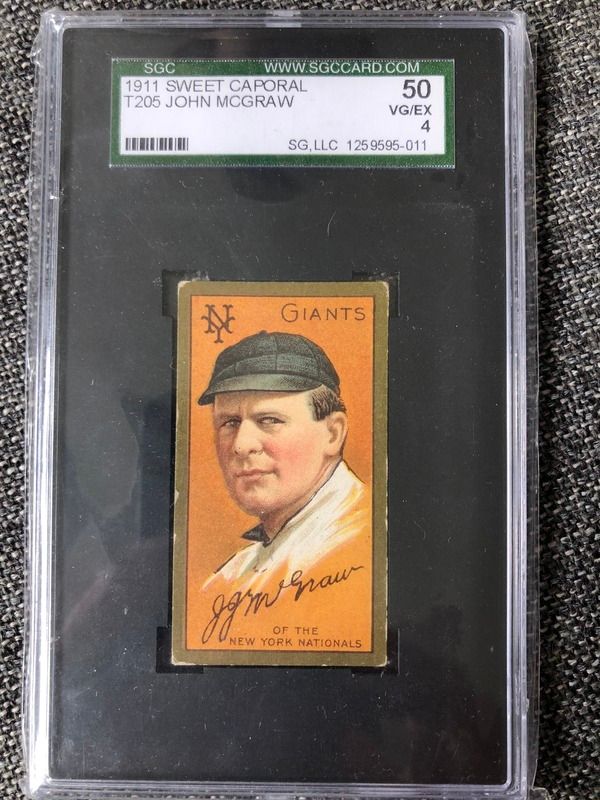 SGC WWW.SGCCARD.COM
1911 SWEET CAPORAL 50
T205 JOHN MCGRAW VG/EX
4
SG, LLC 1259595-011
NY GIANTS
J J McGraw
OF THE
NEW YORK NATIONALS